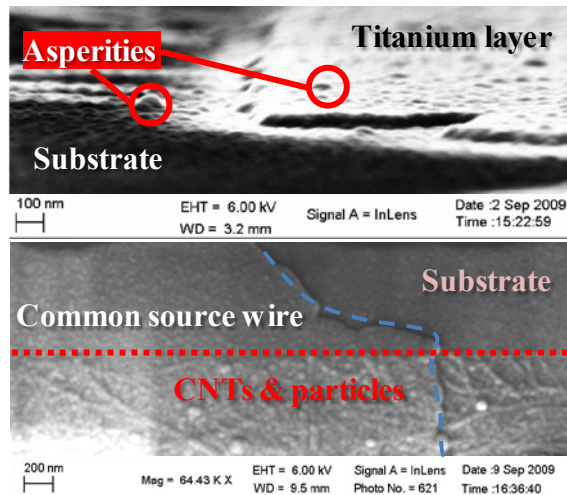 Titanium layer
Asperities
Substrate
100 nm
EHT = 6.00 kV
WD = 3.2 mm
Signal A = InLens
Date :2 Sep 2009
Time :15:22:59
Substrate
Common source wire
CNTs & particles
200 nm
Mag = 64.43 K X
EHT = 6.00 kV
WD = 9.5 mm
Signal A = InLens
Photo No. = 621
Date :9 Sep 2009
Time :16:36:40